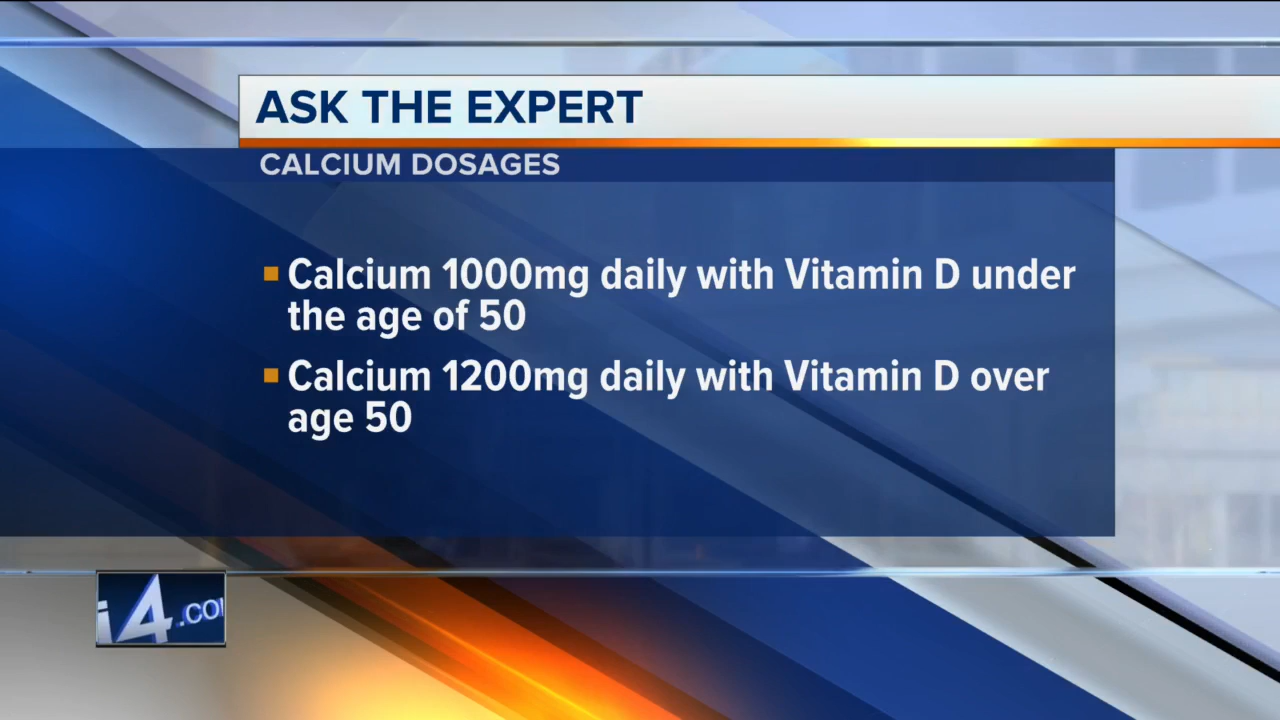 ASK THE EXPERT
CALCIUM DOSAGES
Calcium 1000mg daily with Vitamin D under
the age of 50
Calcium 1200mg daily with Vitamin D over
age 50
4